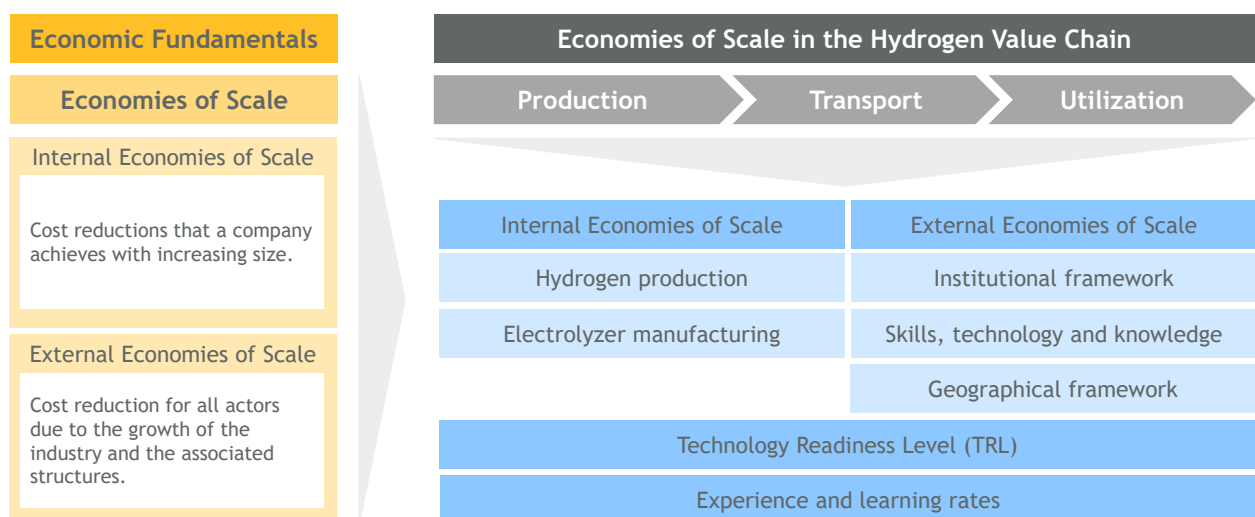 Economic Fundamentals
Economies of Scale
Internal Economies of Scale
Cost reductions that a company
achieves with increasing size.
External Economies of Scale
Cost reduction for all actors
due to the growth of the
industry and the associated
structures.
Economies of Scale in the Hydrogen Value Chain
Production
Transport
Utilization
Internal Economies of Scale
External Economies of Scale
Hydrogen production
Institutional framework
Electrolyzer manufacturing
Skills, technology and knowledge
Geographical framework
Technology Readiness Level (TRL)
Experience and learning rates